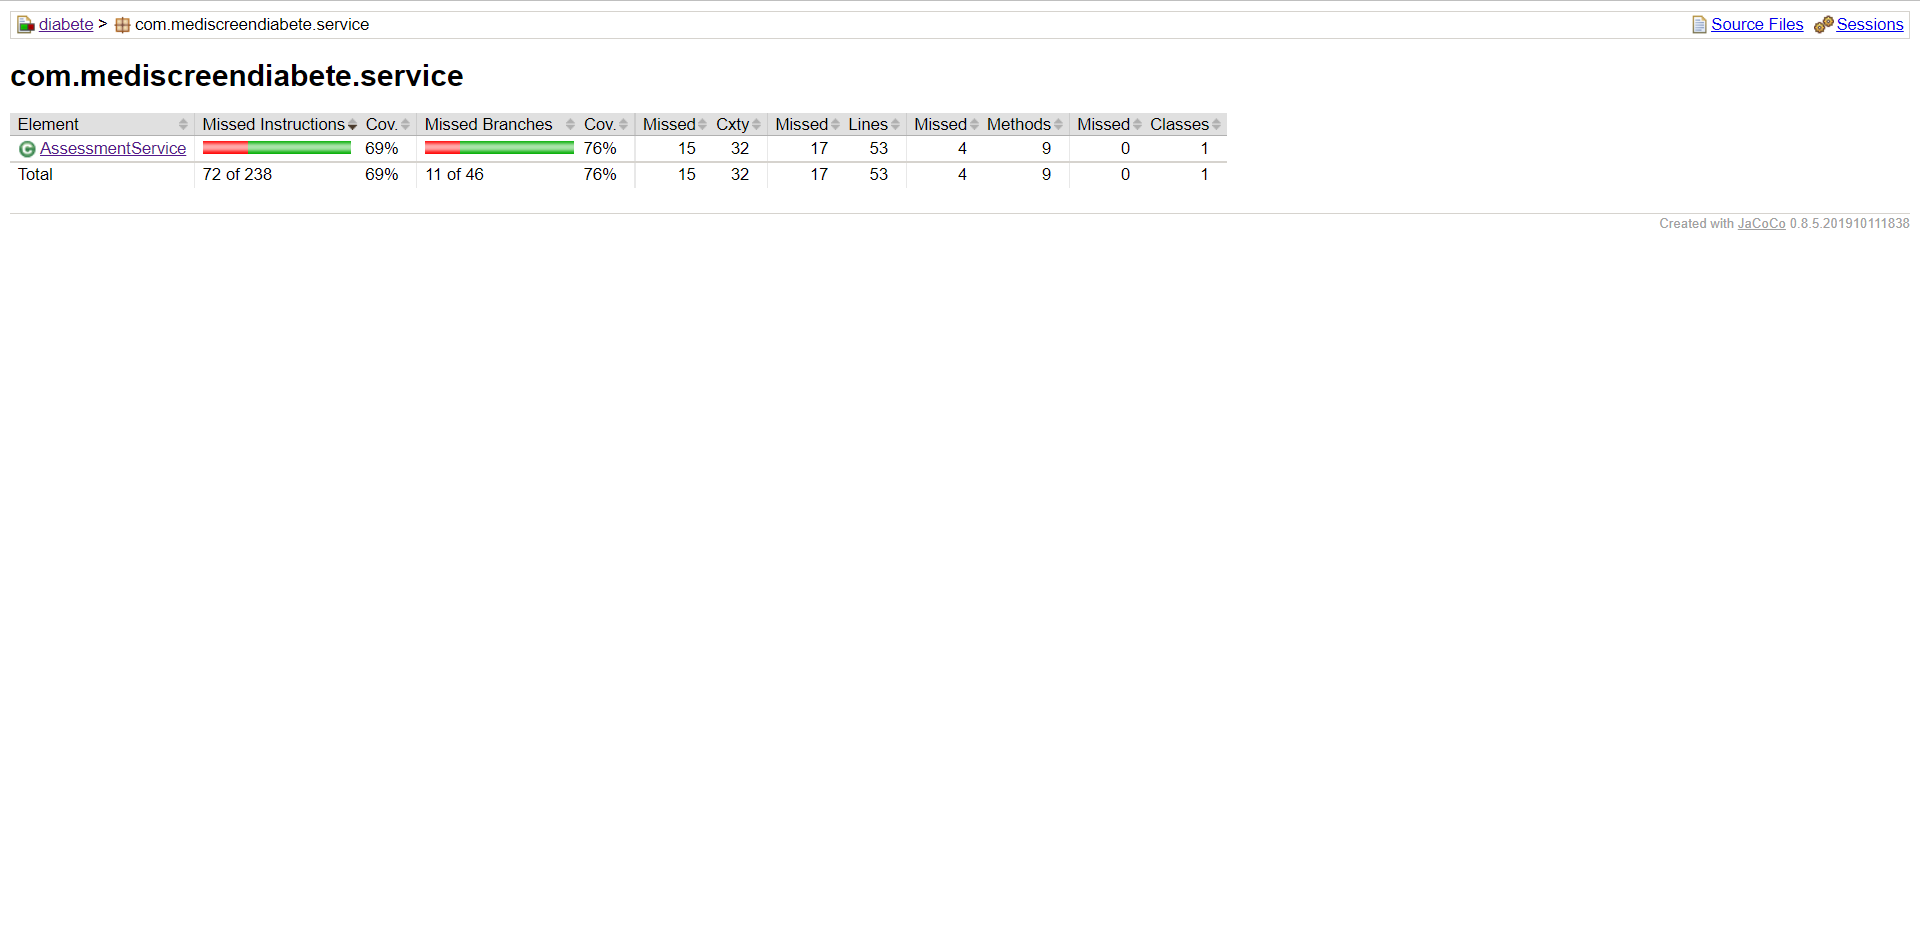 diabete > com.mediscreendiabete.service Source Files Sessions
com.mediscreendiabete.service
Element Missed Instructions Cov. Missed Branches Cov. Missed Cxty Missed Lines Missed Methods Missed Classes
AssessmentService 69% 76% 15 32 17 53 4 9 0 1
Total 72 of 238 69% 11 of 46 76% 15 32 17 53 4 9 0 1
Created with JaCoCo 0.8.5.201910111838